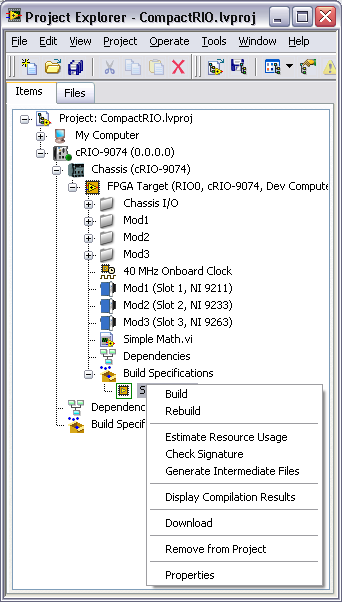 Project Explorer - CompactRIO.lvproj
File Edit View Project Operate Tools Window Help
Items Files
Project: CompactRIO.lvproj
My Computer
cRIO-9074 (0.0.0.0)
Chassis (cRIO-9074)
FPGA Target (RIO0, cRIO-9074, Dev Compute
Chassis I/O
Mod1
Mod2
Mod3
40 MHz Onboard Clock
Mod1 (Slot 1, NI 9211)
Mod2 (Slot 2, NI 9233)
Mod3 (Slot 3, NI 9263)
Simple Math.vi
Dependencies
Build Specifications
S
Dependenc
Build Specif
Build
Rebuild
Estimate Resource Usage
Check Signature
Generate Intermediate Files
Display Compilation Results
Download
Remove from Project
Properties